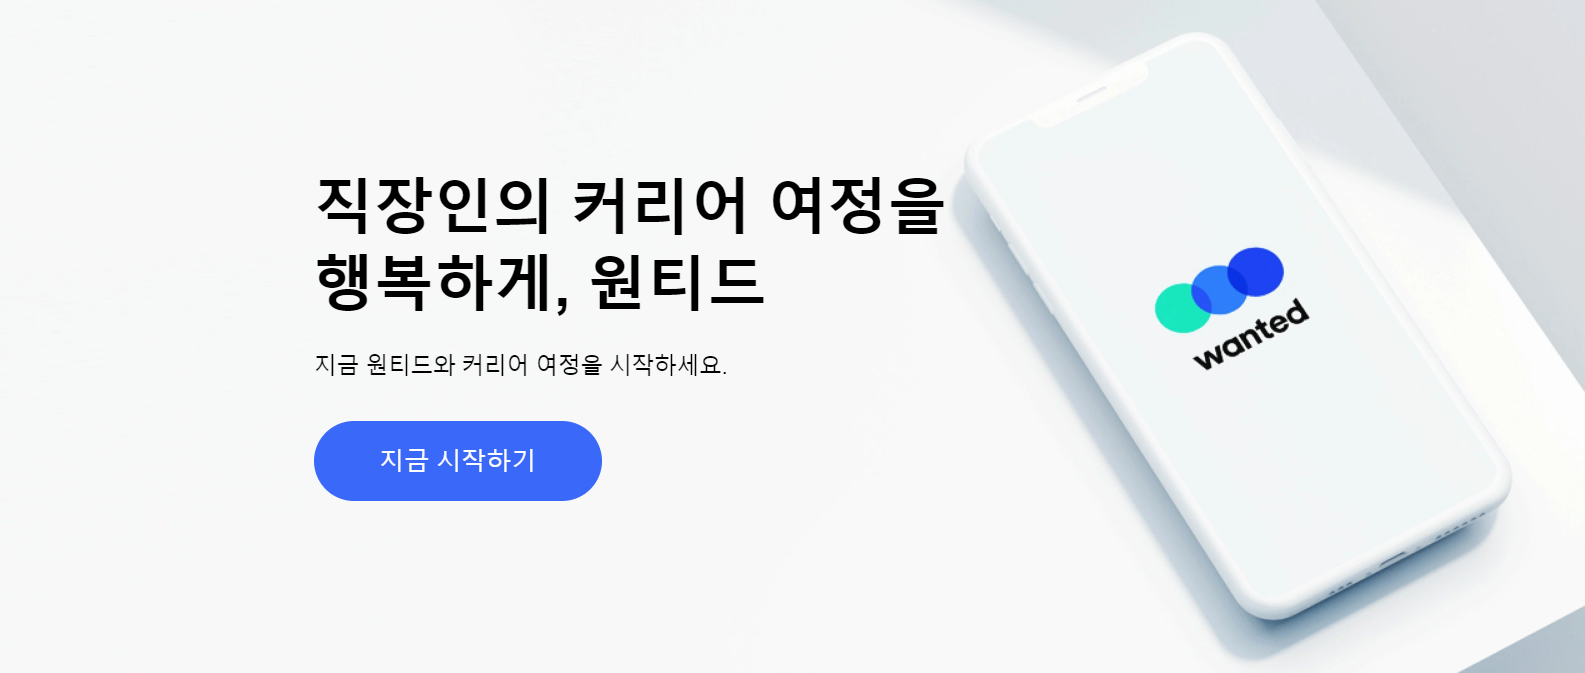 직장인의 커리어 여정을
행복하게, 원티드
지금 원티드와 커리어 여정을 시작하세요.
지금 시작하기
wanted